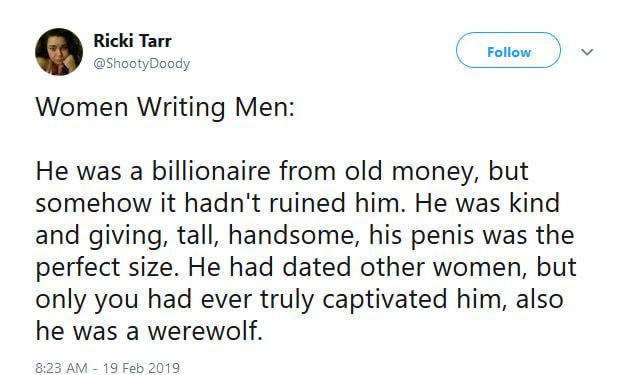 Ricki Tarr
@ShootyDoody
Follow
Women Writing Men:
He was a billionaire from old money, but
somehow it hadn't ruined him. He was kind
and giving, tall, handsome, his penis was the
perfect size. He had dated other women, but
only you had ever truly captivated him, also
he was a werewolf.
8:23 AM - 19 Feb 2019